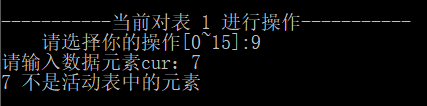 -----------当前对表 1 进行操作-----------
请选择你的操作[0~15]:9
请输入数据元素cur: 7
7 不是活动表中的元素